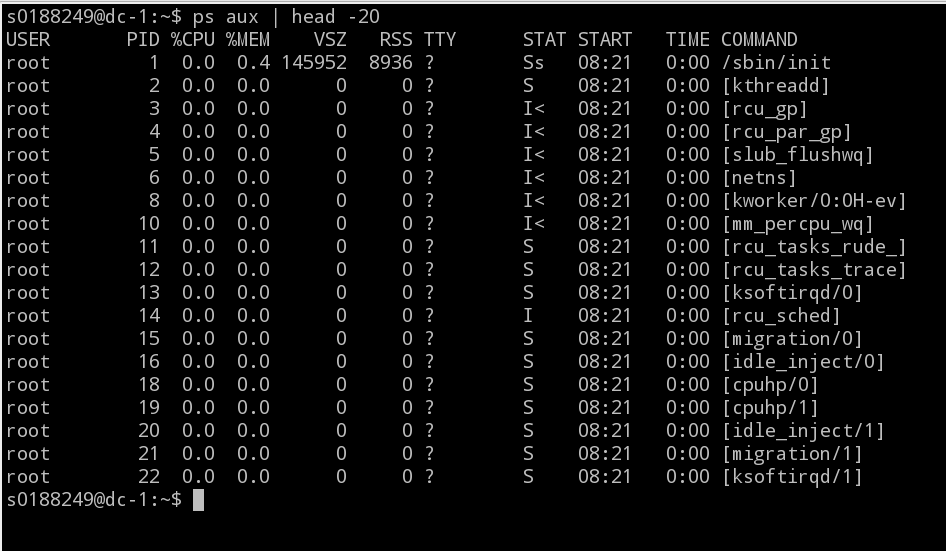 s0188249@dc-1:~$ ps aux | head -20
USER         PID %CPU %MEM    VSZ   RSS TTY      STAT START   TIME COMMAND
root           1  0.0  0.4 145952  8936 ?        Ss   08:21   0:00 /sbin/init
root           2  0.0  0.0      0     0 ?        S    08:21   0:00 [kthreadd]
root           3  0.0  0.0      0     0 ?        I<   08:21   0:00 [rcu_gp]
root           4  0.0  0.0      0     0 ?        I<   08:21   0:00 [rcu_par_gp]
root           5  0.0  0.0      0     0 ?        I<   08:21   0:00 [slub_flushwq]
root           6  0.0  0.0      0     0 ?        I<   08:21   0:00 [netns]
root           8  0.0  0.0      0     0 ?        I<   08:21   0:00 [kworker/0:0H-ev]
root          10  0.0  0.0      0     0 ?        I<   08:21   0:00 [mm_percpu_wq]
root          11  0.0  0.0      0     0 ?        S    08:21   0:00 [rcu_tasks_rude_]
root          12  0.0  0.0      0     0 ?        S    08:21   0:00 [rcu_tasks_trace]
root          13  0.0  0.0      0     0 ?        S    08:21   0:00 [ksoftirqd/0]
root          14  0.0  0.0      0     0 ?        I    08:21   0:00 [rcu_sched]
root          15  0.0  0.0      0     0 ?        S    08:21   0:00 [migration/0]
root          16  0.0  0.0      0     0 ?        S    08:21   0:00 [idle_inject/0]
root          18  0.0  0.0      0     0 ?        S    08:21   0:00 [cpuhp/0]
root          19  0.0  0.0      0     0 ?        S    08:21   0:00 [cpuhp/1]
root          20  0.0  0.0      0     0 ?        S    08:21   0:00 [idle_inject/1]
root          21  0.0  0.0      0     0 ?        S    08:21   0:00 [migration/1]
root          22  0.0  0.0      0     0 ?        S    08:21   0:00 [ksoftirqd/1]
s0188249@dc-1:~$